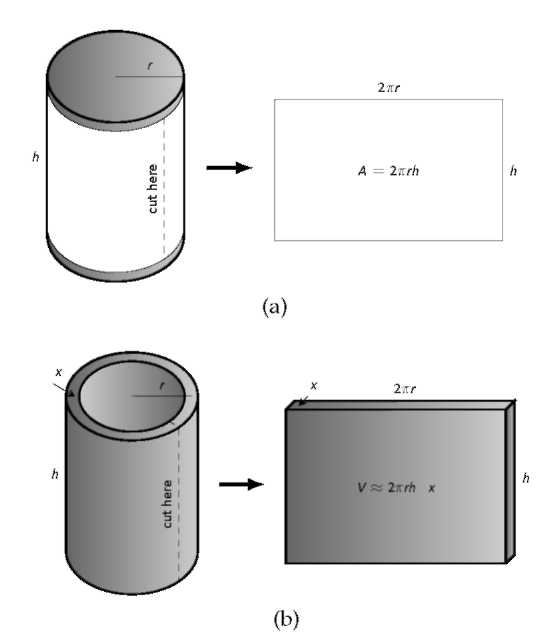 r
2πr
h
cut here
A = 2πrh
h
(a)
x
r
x
2πr
h
cut here
V ≈ 2πrh x
h
(b)